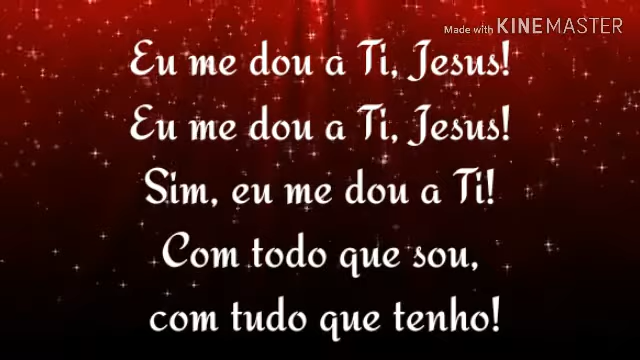 Made with KINEMASTER
Eu me dou a Ti, Jesus!
Eu me dou a Ti, Jesus!
Sim, eu me dou a Ti!
Com todo que sou,
com tudo que tenho!